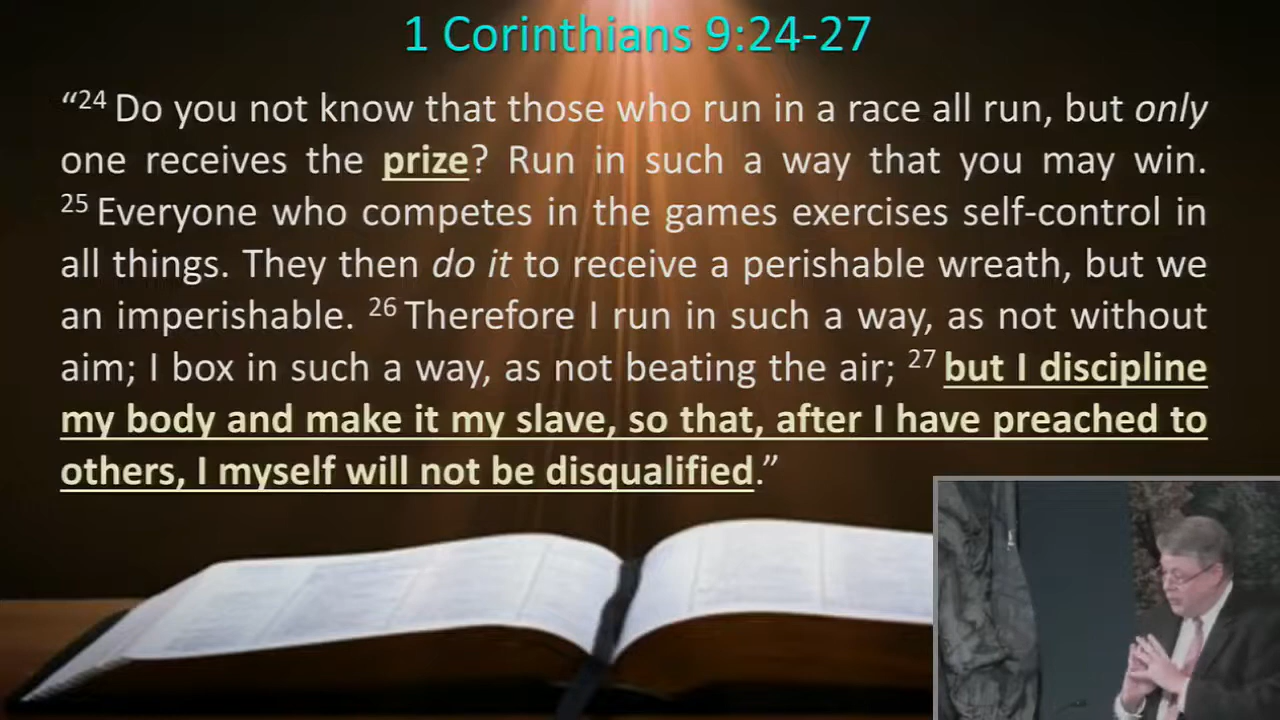 1 Corinthians 9:24-27
“24 Do you not know that those who run in a race all run, but only
one receives the prize? Run in such a way that you may win.
25 Everyone who competes in the games exercises self-control in
all things. They then do it to receive a perishable wreath, but we
an imperishable. 26 Therefore I run in such a way, as not without
aim; I box in such a way, as not beating the air; 27 but I discipline
my body and make it my slave, so that, after I have preached to
others, I myself will not be disqualified.”